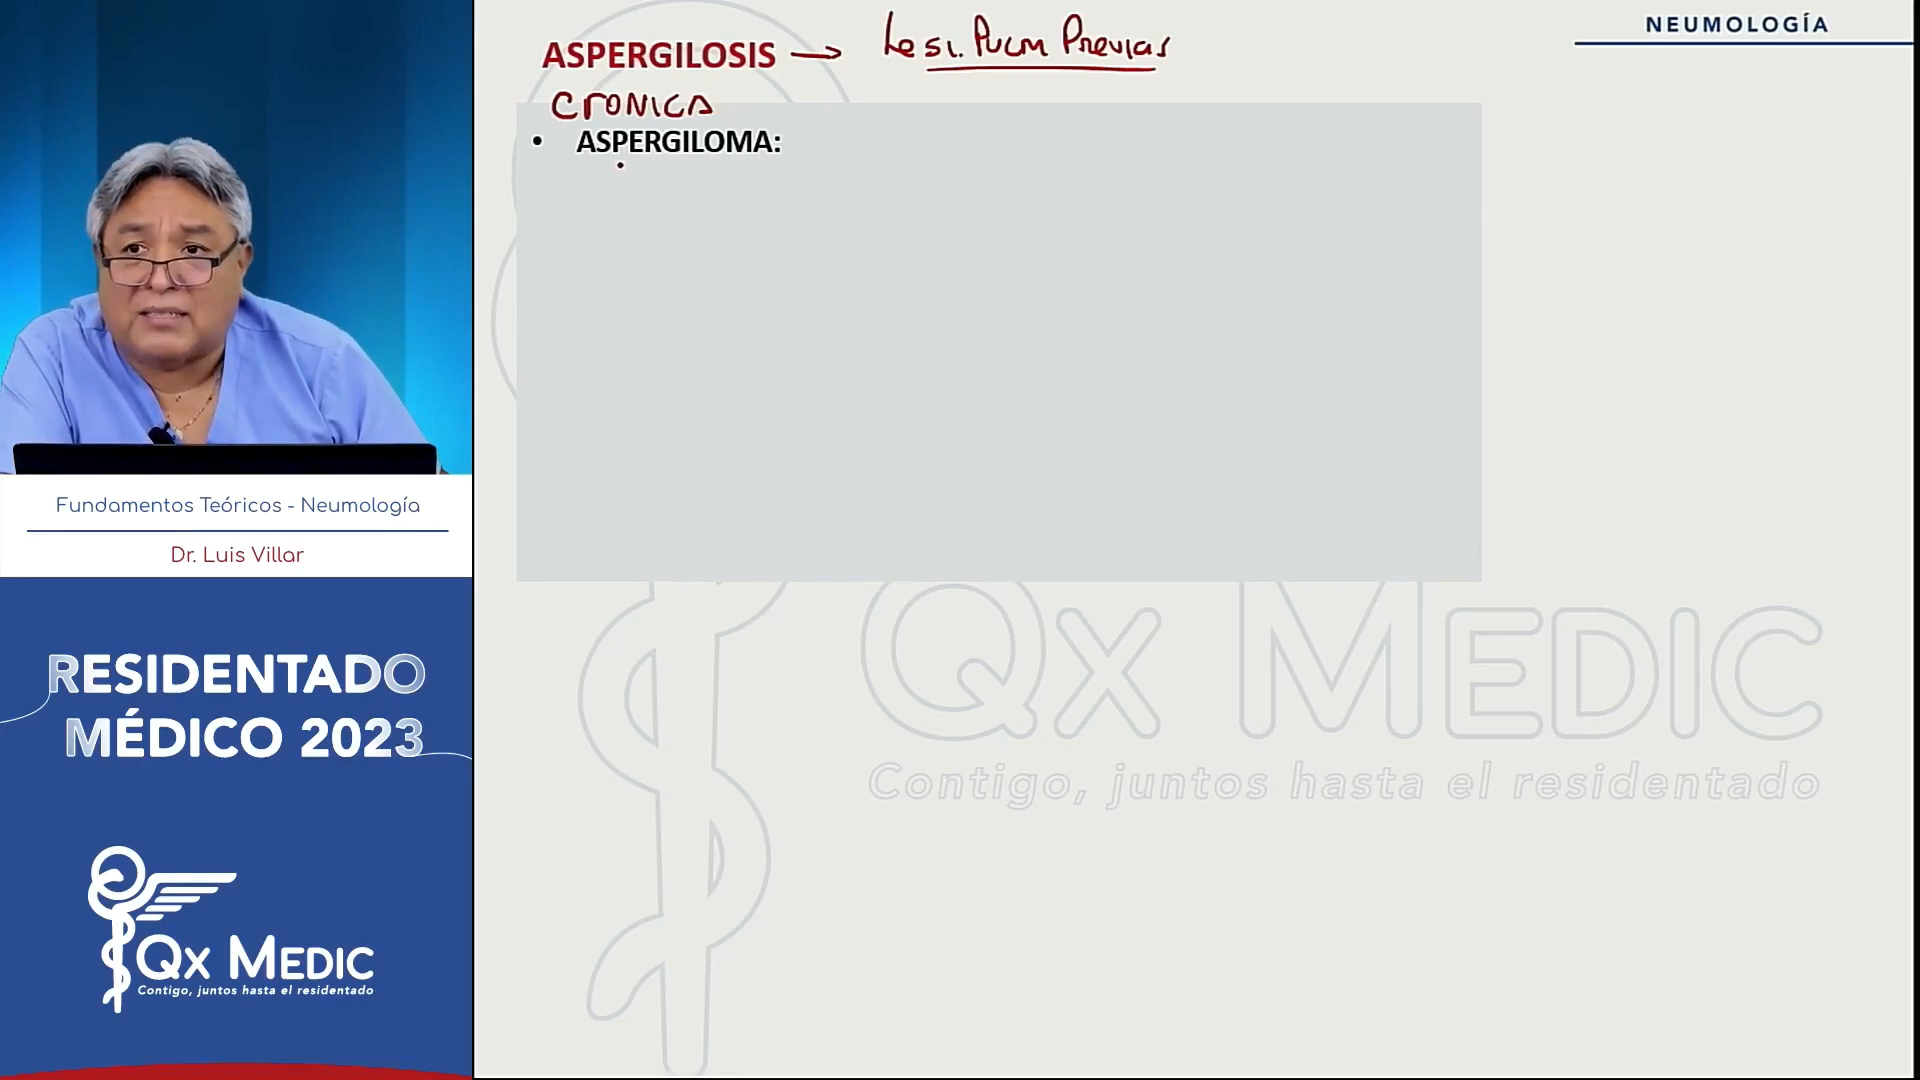 NEUMOLOGÍA
ASPERGILOSIS → Lesi. Pulm Previas
CRONICA
• ASPERGILOMA:
Fundamentos Teóricos - Neumología
Dr. Luis Villar
RESIDENTADO
MÉDICO 2023
Qx MEDIC
Contigo, juntos hasta el residentado
Qx MEDIC
Contigo, juntos hasta el residentado